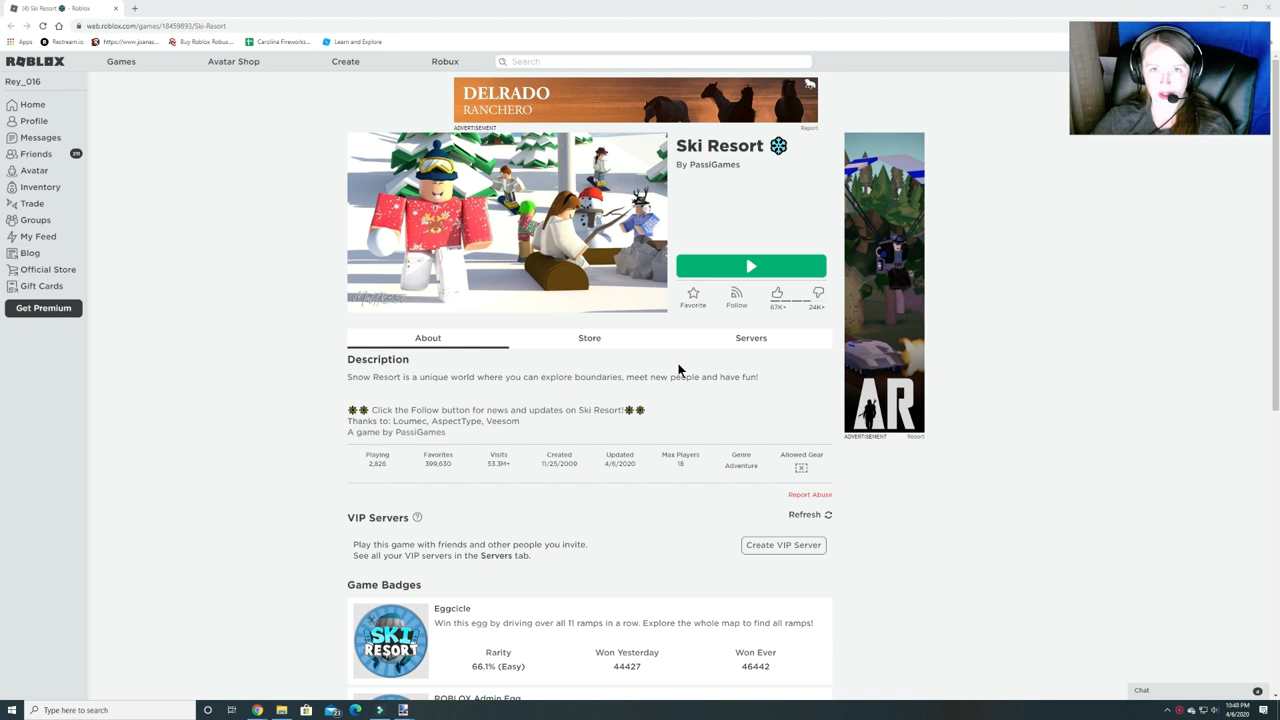 (4) Ski Resort - Roblox
web.roblox.com/games/18459893/Ski-Resort
Apps Restream.io https://www.joanas... Buy Roblox Robux,... Carolina Fireworks... Learn and Explore
ROBLOX Games Avatar Shop Create Robux Search
Rey_016
Home
Profile
Messages
Friends
Avatar
Inventory
Trade
Groups
My Feed
Blog
Official Store
Gift Cards
Get Premium
DELRADO
RANCHERO
ADVERTISEMENT Report
Ski Resort
By PassiGames
Favorite Follow 67K+ 24K+
AR
ADVERTISEMENT Report
About Store Servers
Description
Snow Resort is a unique world where you can explore boundaries, meet new people and have fun!
Click the Follow button for news and updates on Ski Resort!
Thanks to: Loumec, AspectType, Veesom
A game by PassiGames
Playing Favorites Visits Created Updated Max Players Genre Allowed Gear
2,826 399,630 53.3M+ 11/25/2009 4/6/2020 18 Adventure
Report Abuse
VIP Servers Refresh
Play this game with friends and other people you invite.
See all your VIP servers in the Servers tab.
Create VIP Server
Game Badges
SKI
RESORT
Eggcicle
Win this egg by driving over all 11 ramps in a row. Explore the whole map to find all ramps!
Rarity Won Yesterday Won Ever
66.1% (Easy) 44427 46442
ROBLOX Admin Egg
Chat 4
Type here to search
10:48 PM
4/6/2020